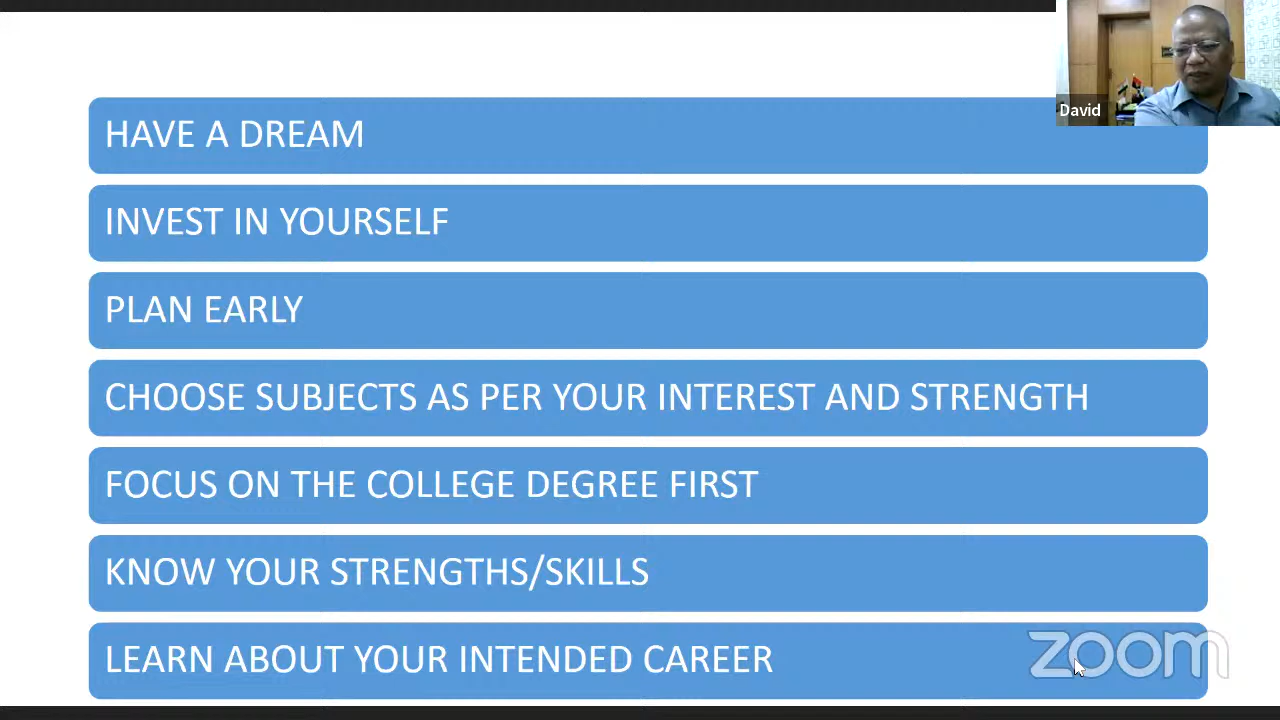 David
HAVE A DREAM
INVEST IN YOURSELF
PLAN EARLY
CHOOSE SUBJECTS AS PER YOUR INTEREST AND STRENGTH
FOCUS ON THE COLLEGE DEGREE FIRST
KNOW YOUR STRENGTHS/SKILLS
LEARN ABOUT YOUR INTENDED CAREER
zoom